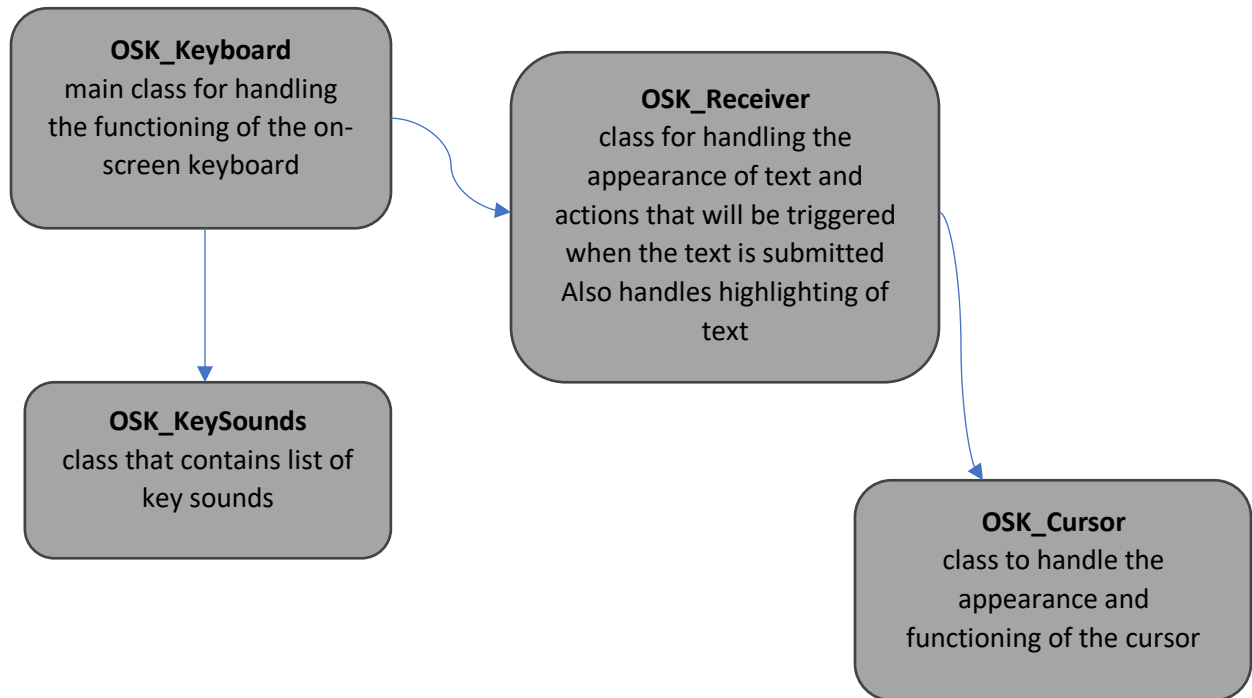 OSK_Keyboard
main class for handling
the functioning of the on-
screen keyboard
OSK_Receiver
class for handling the
appearance of text and
actions that will be triggered
when the text is submitted
Also handles highlighting of
text
OSK_KeySounds
class that contains list of
key sounds
OSK_Cursor
class to handle the
appearance and
functioning of the cursor